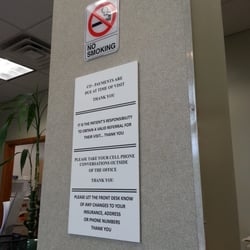 NO
SMOKING
CO - PAYMENTS ARE
DUE AT TIME OF VISIT
THANK YOU
IT IS THE PATIENT'S RESPONSIBILITY
TO OBTAIN A VALID REFERRAL FOR
THEIR VISIT... THANK YOU
PLEASE TAKE YOUR CELL PHONE
CONVERSATIONS OUTSIDE
OF THE OFFICE
THANK YOU
PLEASE LET THE FRONT DESK KNOW
OF ANY CHANGES TO YOUR
INSURANCE, ADDRESS
OR PHONE NUMBERS
THANK YOU